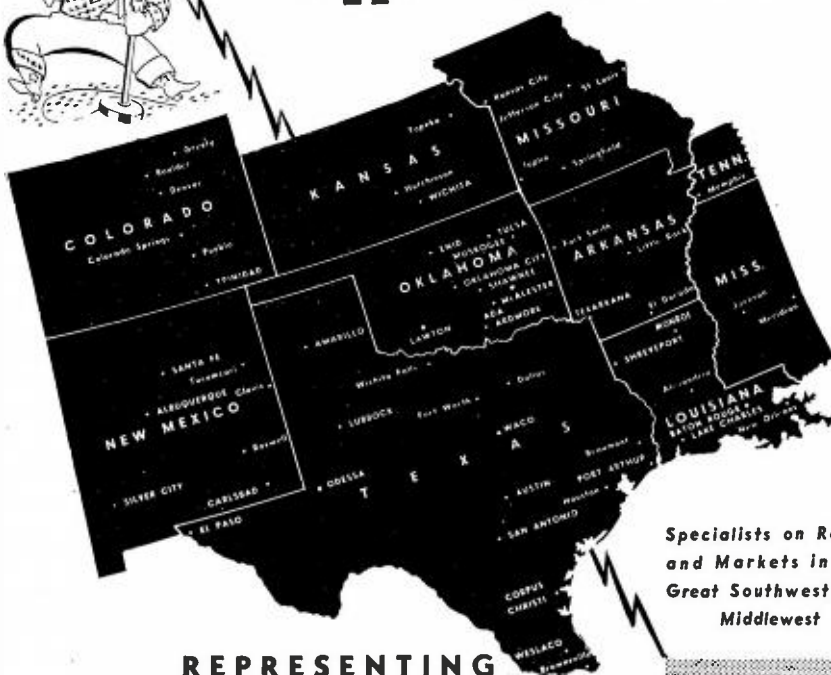 Kansas City
Jefferson City
St Louis
MISSOURI
Joplin
Springfield
Topeka
KANSAS
Hutchinson
WICHITA
TENN.
Memphis
Greely
Boulder
Denver
COLORADO
Colorado Springs
Pueblo
TRINIDAD
ENID
TULSA
MUSKOGEE
OKLAHOMA
OKLAHOMA CITY
SHAWNEE
McALESTER
ADA
ARDMORE
LAWTON
Fort Smith
ARKANSAS
Little Rock
El Dorado
TEXARKANA
MISS.
Jackson
Meridian
MONROE
SHREVEPORT
Alexandria
LOUISIANA
BATON ROUGE
LAKE CHARLES
New Orleans
SANTA FE
Tucumcari
ALBUQUERQUE
Clovis
NEW MEXICO
Roswell
SILVER CITY
CARLSBAD
AMARILLO
Wichita Falls
Dallas
LUBBOCK
Fort Worth
WACO
ODESSA
TEXAS
Beaumont
PORT ARTHUR
AUSTIN
Houston
SAN ANTONIO
EL PASO
CORPUS
CHRISTI
WESLACO
Brownsville
Specialists on
and Markets in
Great Southwest
Middlewest
REPRESENTING